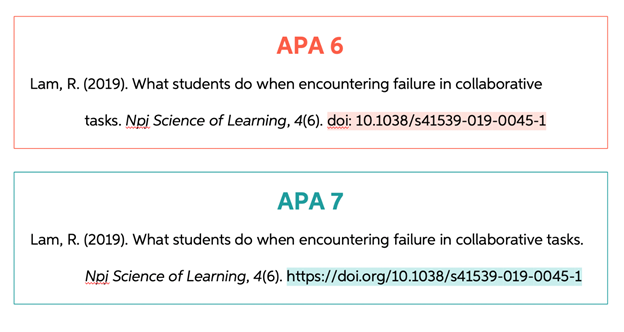 APA 6
Lam, R. (2019). What students do when encountering failure in collaborative
tasks. Npj Science of Learning, 4(6). doi: 10.1038/s41539-019-0045-1
APA 7
Lam, R. (2019). What students do when encountering failure in collaborative tasks.
Npj Science of Learning, 4(6). https://doi.org/10.1038/s41539-019-0045-1